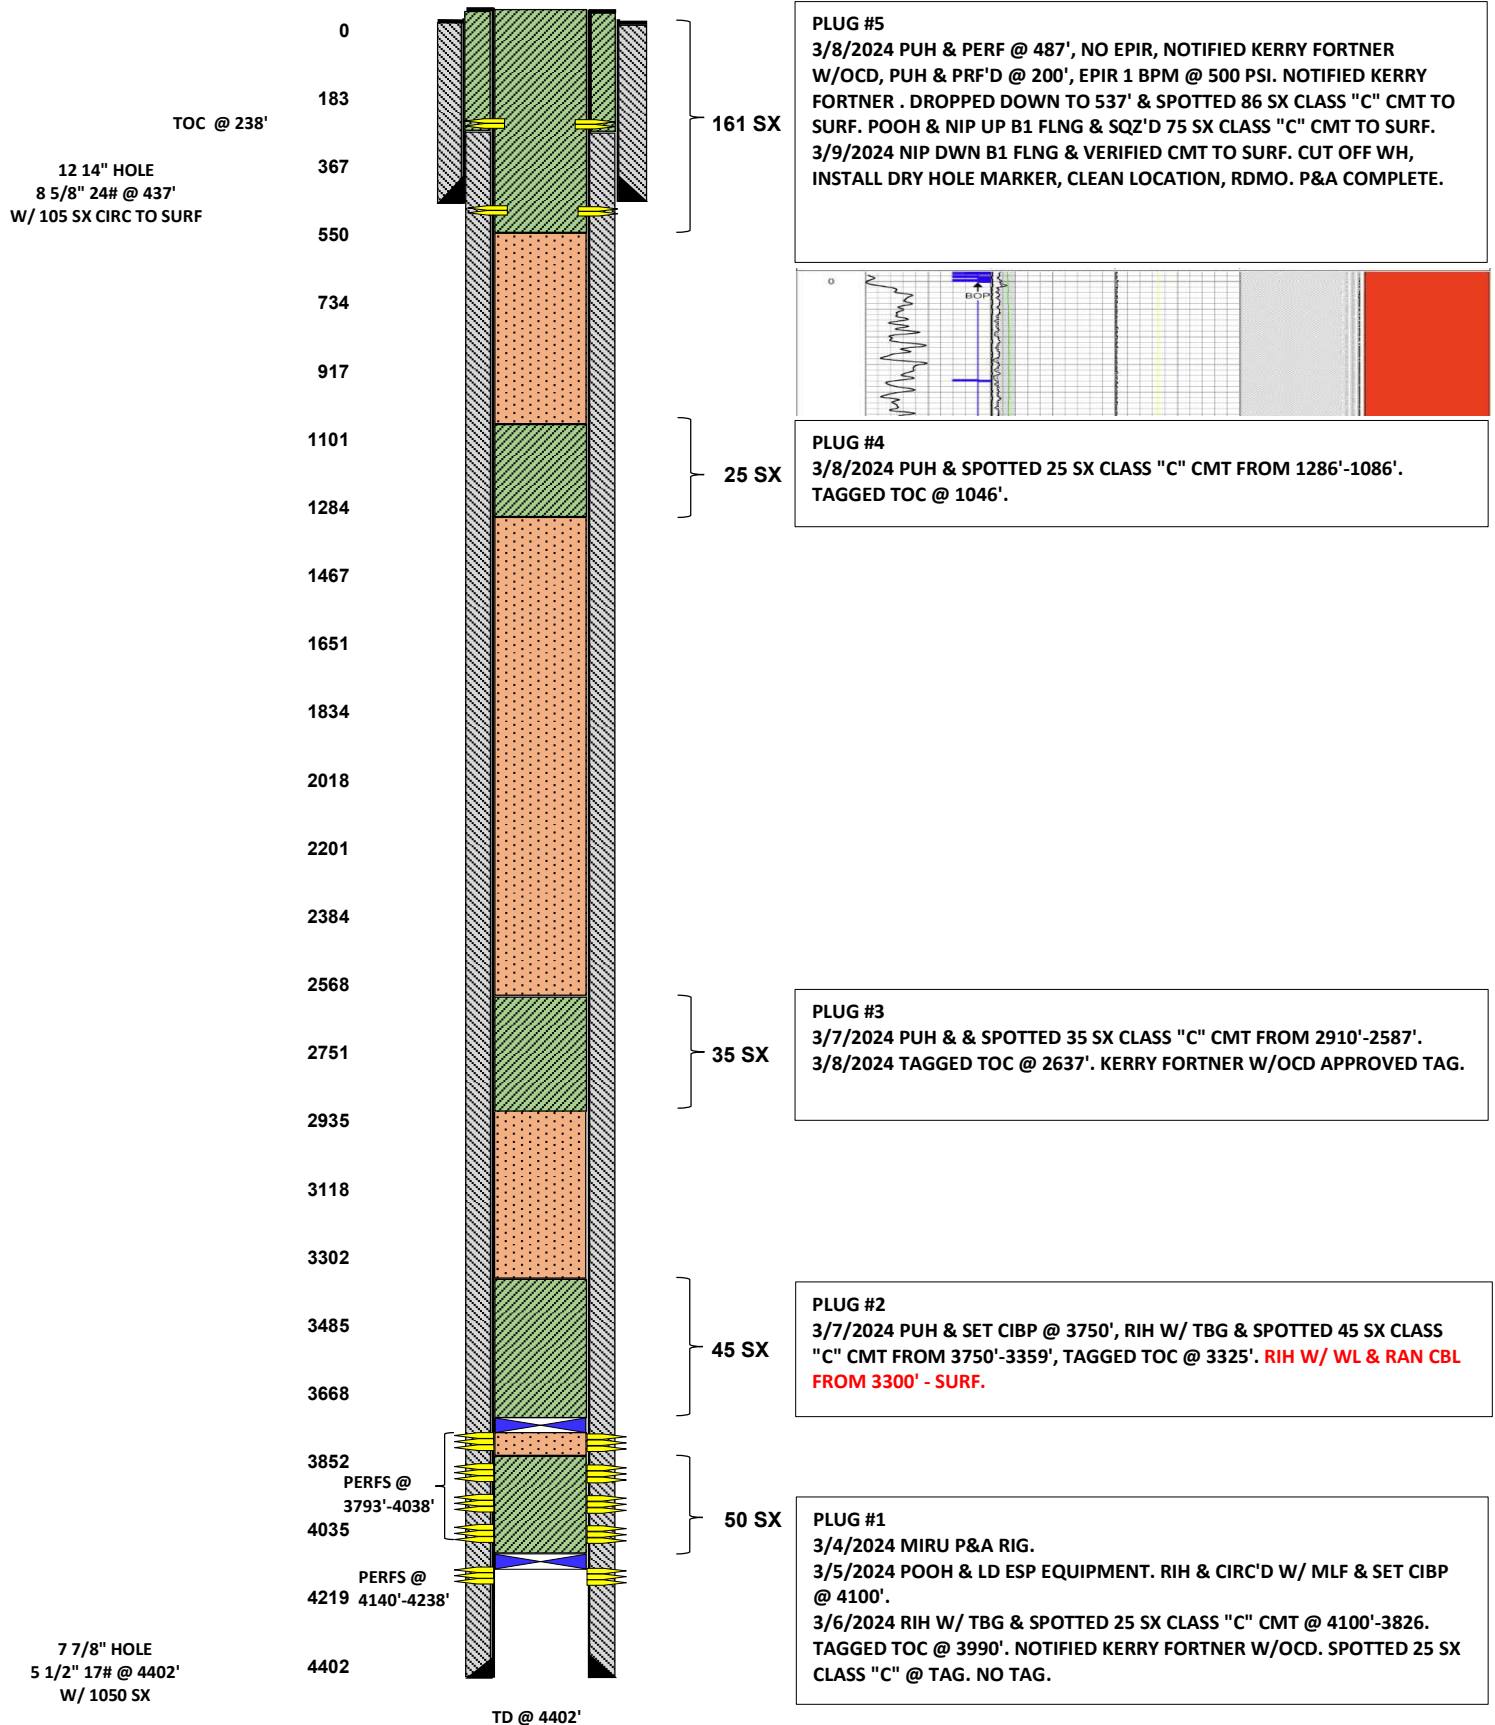 0
183
367
550
734
917
1101
1284
1467
1651
1834
2018
2201
2384
2568
2751
2935
3118
3302
3485
3668
3852
4035
4219
4402
TOC @ 238'
12 14" HOLE
8 5/8" 24# @ 437'
W/ 105 SX CIRC TO SURF
PERFS @
3793'-4038'
PERFS @
4140'-4238'
7 7/8" HOLE
5 1/2" 17# @ 4402'
W/ 1050 SX
TD @ 4402'
161 SX
25 SX
35 SX
45 SX
50 SX
PLUG #5
3/8/2024 PUH & PERF @ 487', NO EPIR, NOTIFIED KERRY FORTNER
W/OCD, PUH & PRF'D @ 200', EPIR 1 BPM @ 500 PSI. NOTIFIED KERRY
FORTNER . DROPPED DOWN TO 537' & SPOTTED 86 SX CLASS "C" CMT TO
SURF. POOH & NIP UP B1 FLNG & SQZ'D 75 SX CLASS "C" CMT TO SURF.
3/9/2024 NIP DWN B1 FLNG & VERIFIED CMT TO SURF. CUT OFF WH,
INSTALL DRY HOLE MARKER, CLEAN LOCATION, RDMO. P&A COMPLETE.
0
BOP
PLUG #4
3/8/2024 PUH & SPOTTED 25 SX CLASS "C" CMT FROM 1286'-1086'.
TAGGED TOC @ 1046'.
PLUG #3
3/7/2024 PUH & & SPOTTED 35 SX CLASS "C" CMT FROM 2910'-2587'.
3/8/2024 TAGGED TOC @ 2637'. KERRY FORTNER W/OCD APPROVED TAG.
PLUG #2
3/7/2024 PUH & SET CIBP @ 3750', RIH W/ TBG & SPOTTED 45 SX CLASS
"C" CMT FROM 3750'-3359', TAGGED TOC @ 3325'. RIH W/ WL & RAN CBL
FROM 3300' - SURF.
PLUG #1
3/4/2024 MIRU P&A RIG.
3/5/2024 POOH & LD ESP EQUIPMENT. RIH & CIRC'D W/ MLF & SET CIBP
@ 4100'.
3/6/2024 RIH W/ TBG & SPOTTED 25 SX CLASS "C" CMT @ 4100'-3826.
TAGGED TOC @ 3990'. NOTIFIED KERRY FORTNER W/OCD. SPOTTED 25 SX
CLASS "C" @ TAG. NO TAG.